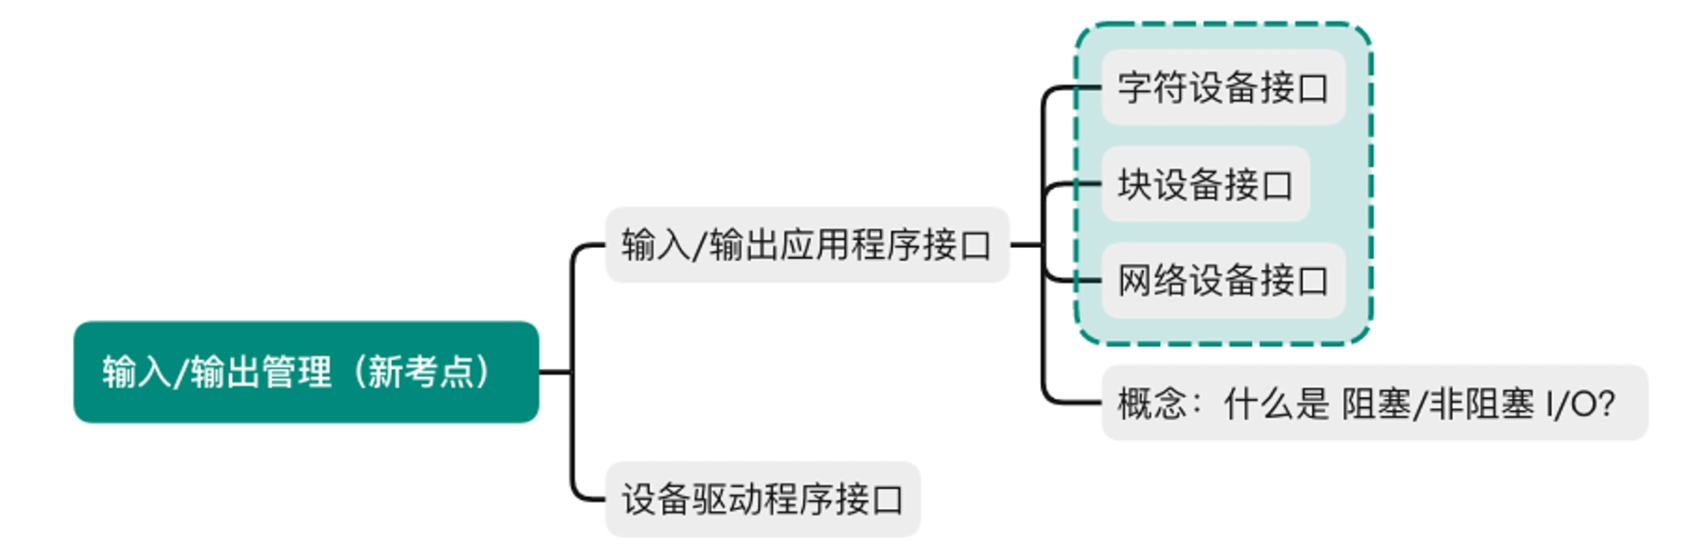 字符设备接口
块设备接口
输入/输出应用程序接口
网络设备接口
输入/输出管理（新考点）
概念：什么是 阻塞/非阻塞 I/O?
设备驱动程序接口